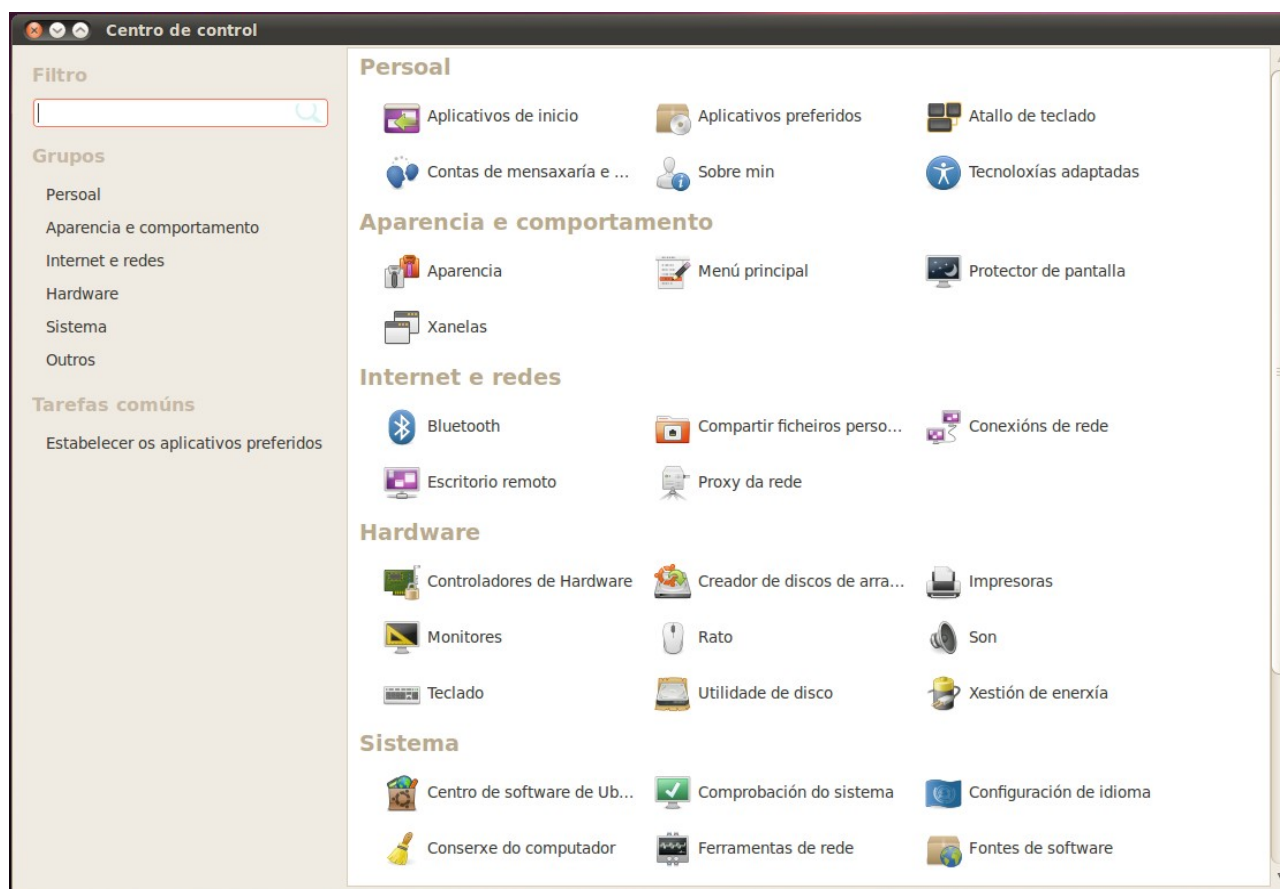 Centro de control
Filtro
Grupos
Persoal
Aparencia e comportamento
Internet e redes
Hardware
Sistema
Outros
Tarefas comúns
Estabelecer os aplicativos preferidos
Persoal
Aplicativos de inicio
Aplicativos preferidos
Atallo de teclado
Contas de mensaxaría e ...
Sobre min
Tecnoloxías adaptadas
Aparencia e comportamento
Aparencia
Menú principal
Protector de pantalla
Xanelas
Internet e redes
Bluetooth
Compartir ficheiros perso...
Conexións de rede
Escritorio remoto
Proxy da rede
Hardware
Controladores de Hardware
Creador de discos de arra...
Impresoras
Monitores
Rato
Son
Teclado
Utilidade de disco
Xestión de enerxía
Sistema
Centro de software de Ub...
Comprobación do sistema
Configuración de idioma
Conserxe do computador
Ferramentas de rede
Fontes de software